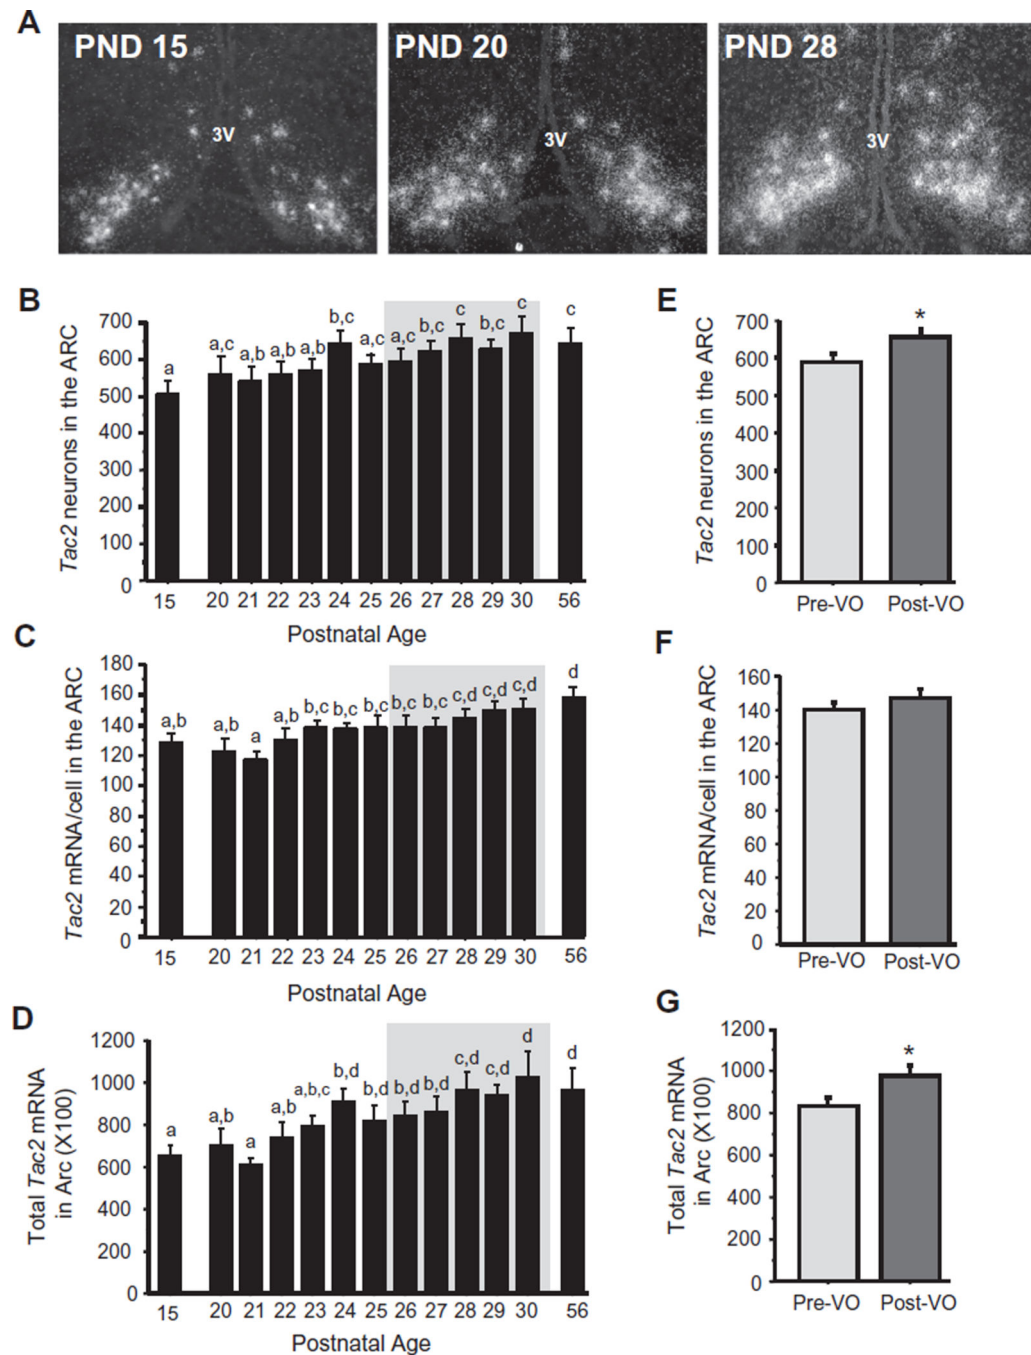 A
PND 15
PND 20
PND 28
3V
3V
3V
B
Tac2 neurons in the ARC
700
600
500
400
300
200
100
0
a
a,c
a,b
a,b
a,b
b,c
a,c
a,c
b,c
c
b,c
c
c
15 20 21 22 23 24 25 26 27 28 29 30 56
Postnatal Age
E
Tac2 neurons in the ARC
700
600
500
400
300
200
100
0
*
Pre-VO Post-VO
C
Tac2 mRNA/cell in the ARC
180
160
140
120
100
80
60
40
20
0
a,b
a,b
a
a,b
b,c
b,c
b,c
b,c
b,c
c,d
c,d
c,d
d
15 20 21 22 23 24 25 26 27 28 29 30 56
Postnatal Age
F
Tac2 mRNA/cell in the ARC
160
140
120
100
80
60
40
20
0
Pre-VO Post-VO
D
Total Tac2 mRNA
in Arc (X100)
1200
1000
800
600
400
200
0
a
a,b
a
a,b
a,b,c
b,d
b,d
b,d
b,d
c,d
c,d
d
d
15 20 21 22 23 24 25 26 27 28 29 30 56
Postnatal Age
G
Total Tac2 mRNA
in Arc (X100)
1200
1000
800
600
400
200
0
*
Pre-VO Post-VO